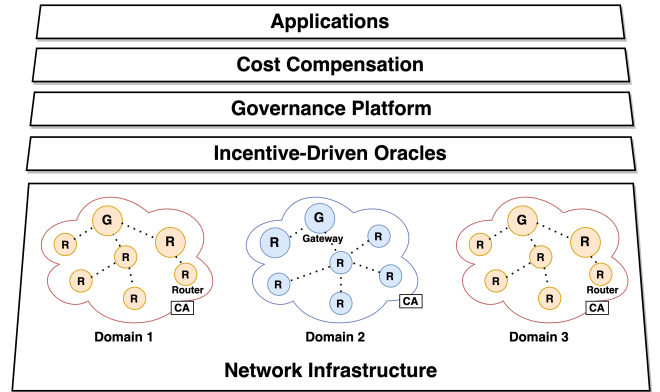 Applications
Cost Compensation
Governance Platform
Incentive-Driven Oracles
G
R
R
R
R
R
R
Router
CA
Domain 1
G
Gateway
R
R
R
R
R
R
CA
Domain 2
G
R
R
R
R
R
R
Router
CA
Domain 3
Network Infrastructure